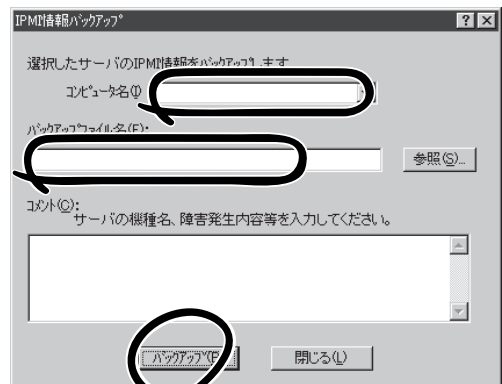 IPMI情報バックアップ
選択したサーバのIPMI情報をバックアップします
コンピュータ名(I)
バックアップファイル名(F):
参照(S)...
コメント(C):
サーバの機種名、障害発生内容等を入力してください。
バックアップ(B)
閉じる(L)